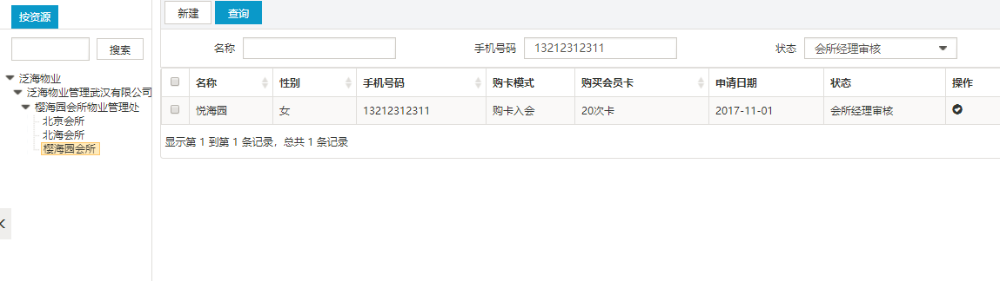 按资源
搜索
泛海物业
泛海物业管理武汉有限公司
樱海园会所物业管理处
北京会所
北海会所
樱海园会所
新建 查询
名称 手机号码 13212312311 状态 会所经理审核
名称 性别 手机号码 购卡模式 购买会员卡 申请日期 状态 操作
悦海园 女 13212312311 购卡入会 20次卡 2017-11-01 会所经理审核
显示第 1 到第 1 条记录，总共 1 条记录